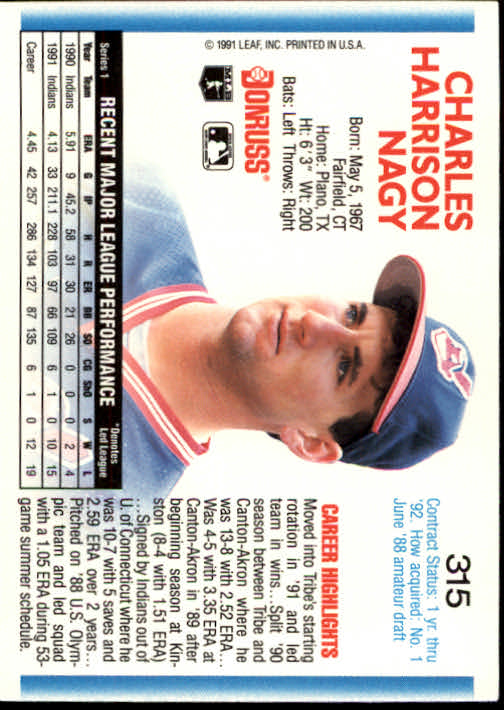 CHARLES
HARRISON
NAGY
315
Contract Status: 1 yr. thru
'92. How acquired: No. 1
June '88 amateur draft
Born: May 5, 1967
Fairfield, CT
Home: Plano, TX
Ht: 6' 3" Wt: 200
Bats: Left Throws: Right
DONRUSS
MLB
© 1991 LEAF, INC. PRINTED IN U.S.A.
CAREER HIGHLIGHTS
Moved into Tribe's starting
rotation in '91 and led
team in wins...Split '90
season between Tribe and
Canton-Akron where he
was 13-8 with 2.52 ERA...
Was 4-5 with 3.35 ERA at
Canton-Akron in '89 after
beginning season at Kin-
ston (8-4 with 1.51 ERA)
...Signed by Indians out of
U. of Connecticut where he
was 10-7 with 5 saves and
2.59 ERA over 2 years...
Pitched on '88 U.S. Olym-
pic team and led squad
with a 1.05 ERA during 53-
game summer schedule.
Series 1 RECENT MAJOR LEAGUE PERFORMANCE *Denotes
Led League
Year Team ERA G IP H R ER BB SO CG ShO S W L
1990 Indians 5.91 9 45.2 58 31 30 21 26 0 0 0 2 4
1991 Indians 4.13 33 211.1 228 103 97 66 109 6 1 0 10 15
Career 4.45 42 257 286 134 127 87 135 6 1 0 12 19